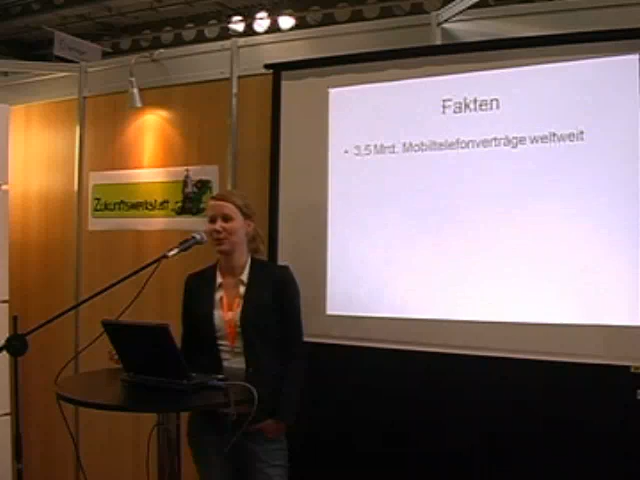 Fakten
• 3,5 Mrd. Mobiltelefonverträge weltweit
Zukunftswerkstatt